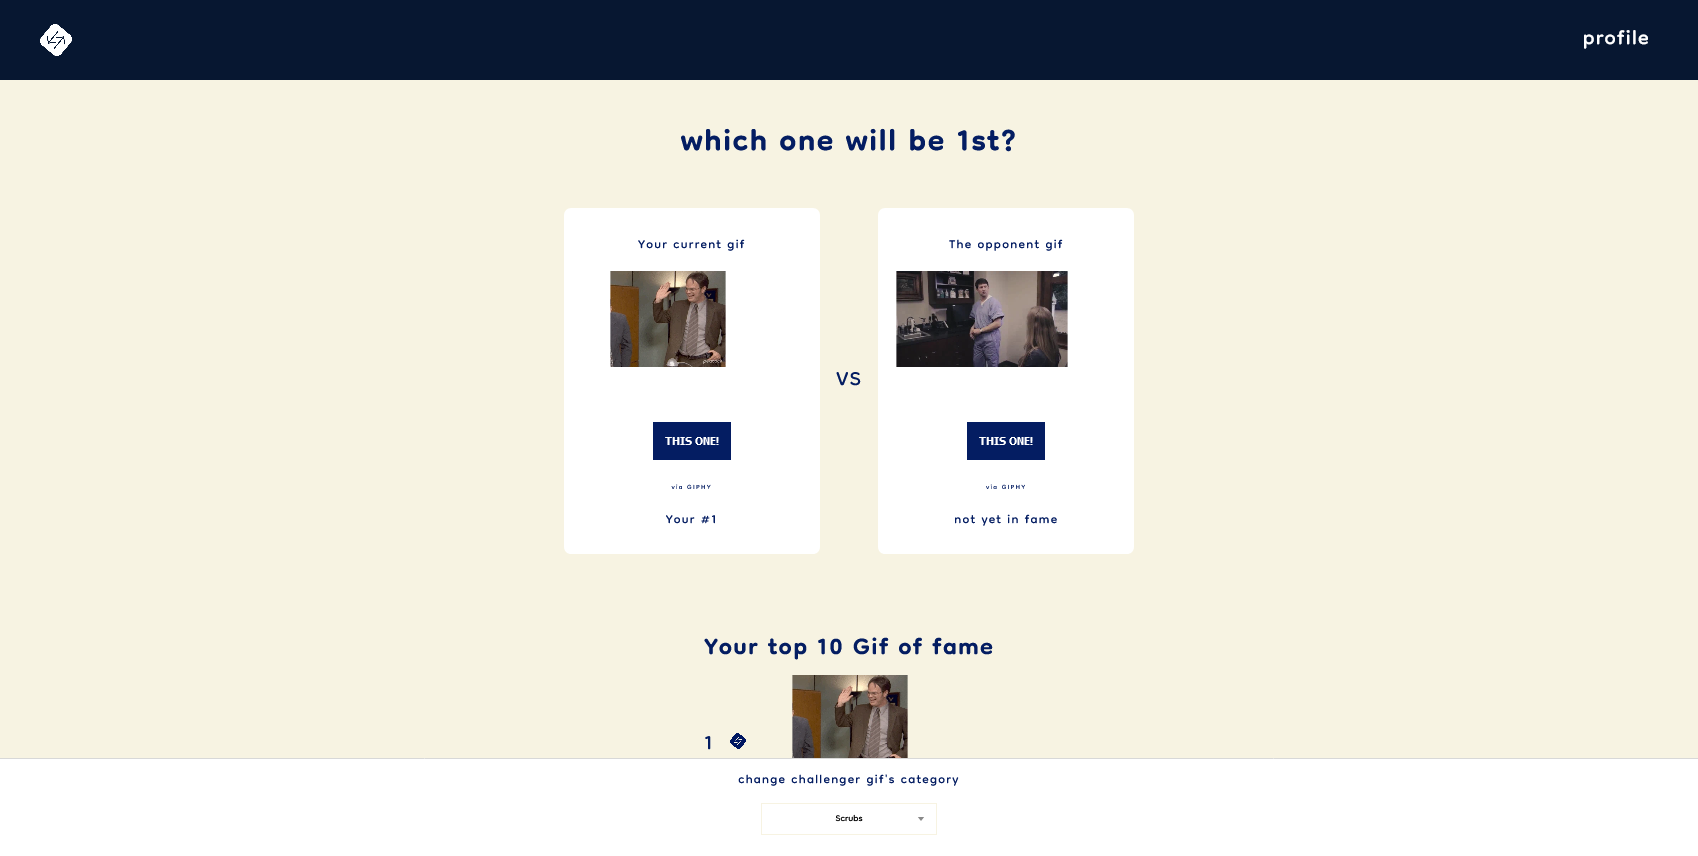 profile
which one will be 1st?
Your current gif
The opponent gif
peacock
VS
THIS ONE!
THIS ONE!
via GIPHY
via GIPHY
Your #1
not yet in fame
Your top 10 Gif of fame
1
change challenger gif's category
Scrubs